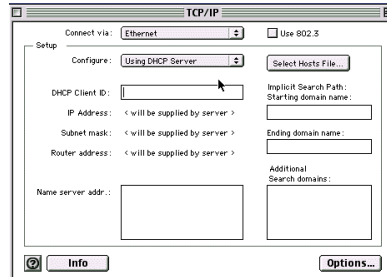 TCP/IP
Connect via: Ethernet
Use 802.3
Setup
Configure: Using DHCP Server
Select Hosts File...
DHCP Client ID:
Implicit Search Path:
Starting domain name:
IP Address: < will be supplied by server >
Subnet mask: < will be supplied by server >
Ending domain name:
Router address: < will be supplied by server >
Additional
Search domains:
Name server addr.:
?
Info
Options...